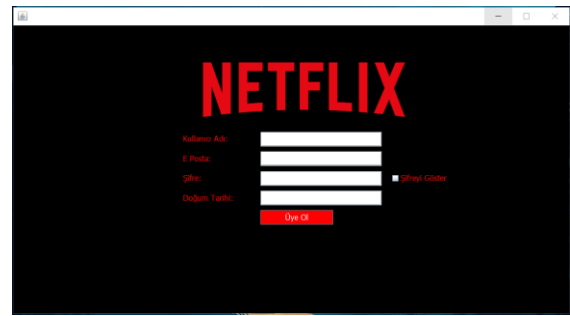 NETFLIX
Kullanıcı Adı:
E Posta:
Şifre:
Şifreyi Göster
Doğum Tarihi:
Üye Ol